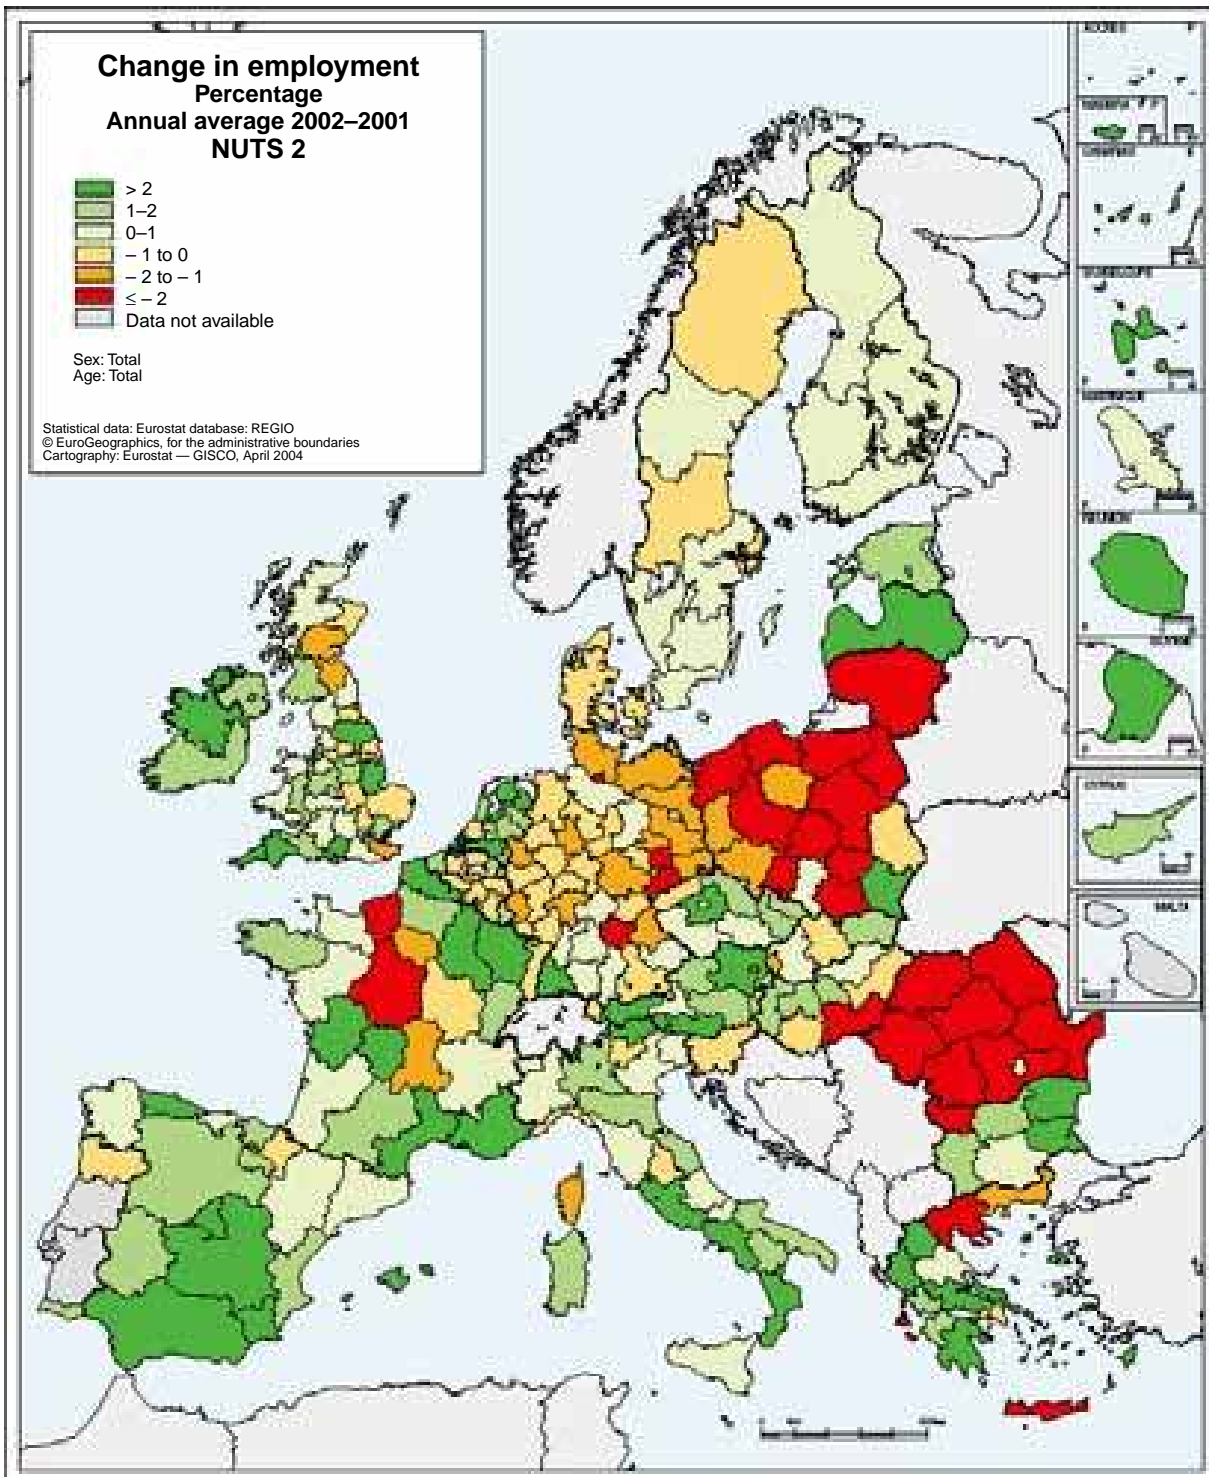 Change in employment
Percentage
Annual average 2002–2001
NUTS 2
> 2
1–2
0–1
– 1 to 0
– 2 to – 1
≤ – 2
Data not available
Sex: Total
Age: Total
Statistical data: Eurostat database: REGIO
© EuroGeographics, for the administrative boundaries
Cartography: Eurostat — GISCO, April 2004
CYPRUS
MALTA